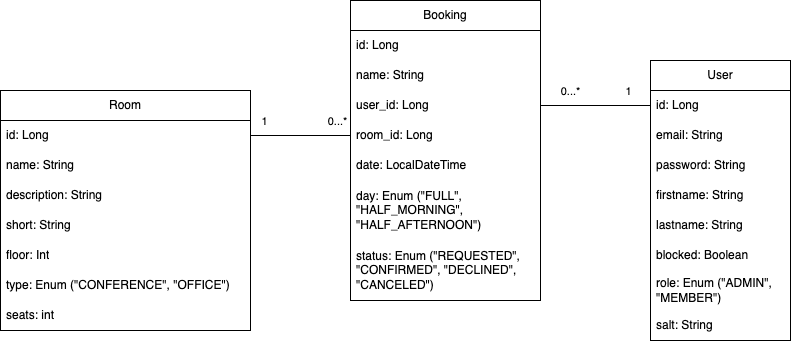 Room
id: Long
name: String
description: String
short: String
floor: Int
type: Enum ("CONFERENCE", "OFFICE")
seats: int
1
0...*
Booking
id: Long
name: String
user_id: Long
room_id: Long
date: LocalDateTime
day: Enum ("FULL",
"HALF_MORNING",
"HALF_AFTERNOON")
status: Enum ("REQUESTED",
"CONFIRMED", "DECLINED",
"CANCELED")
0...*
1
User
id: Long
email: String
password: String
firstname: String
lastname: String
blocked: Boolean
role: Enum ("ADMIN",
"MEMBER")
salt: String